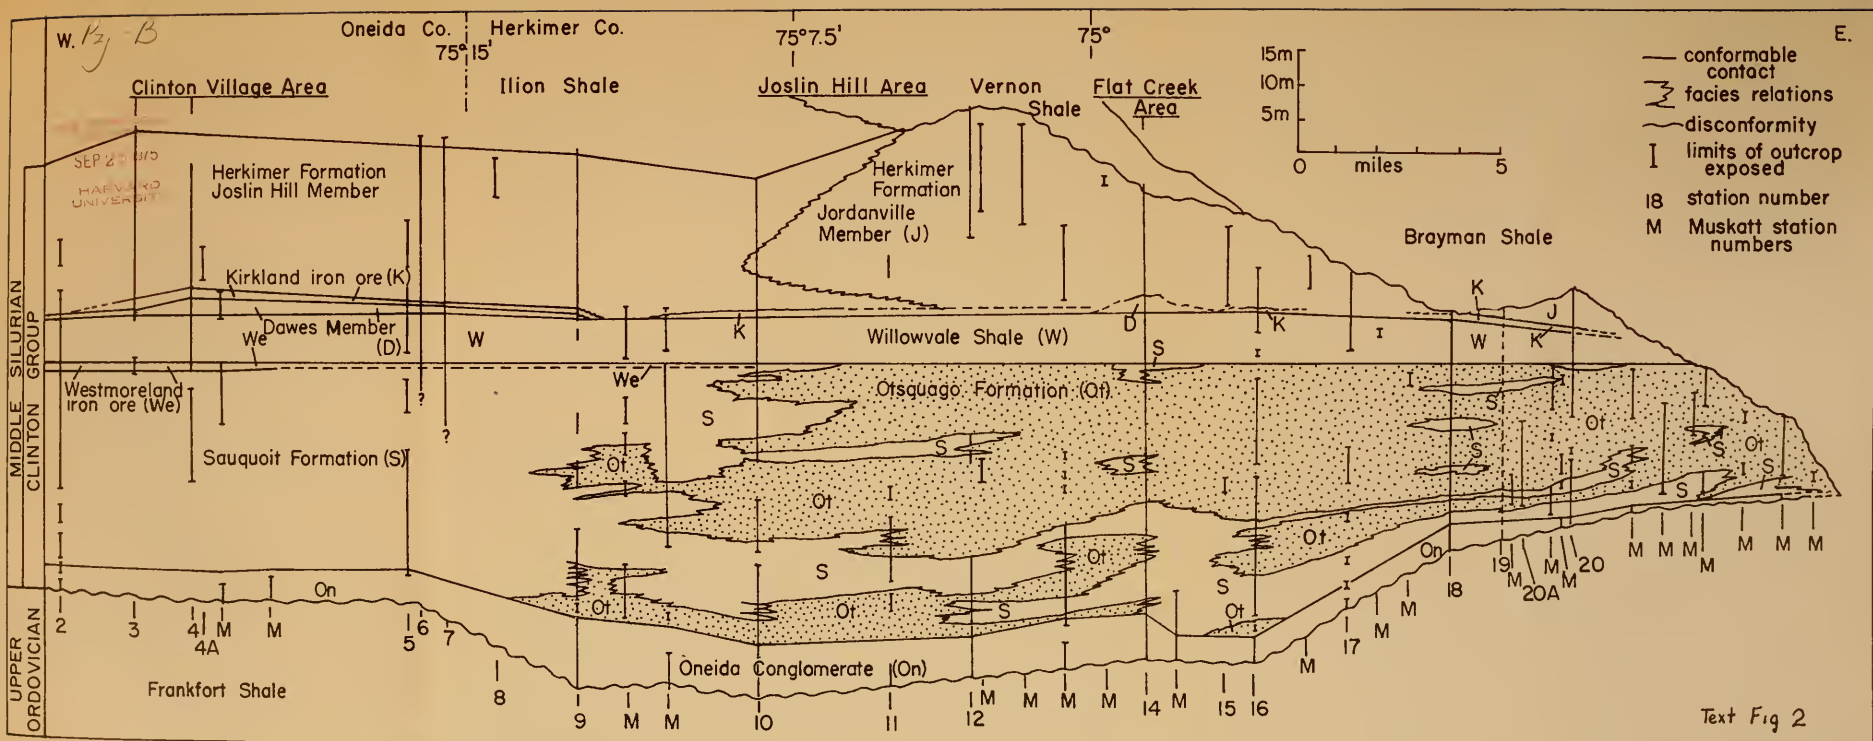 W.
Pzj B
Oneida Co.
Herkimer Co.
75°15'
75°7.5'
75°
E.
Clinton Village Area
Ilion Shale
Joslin Hill Area
Vernon
Shale
Flat Creek
Area
15m
10m
5m
0 miles 5
conformable
contact
facies relations
disconformity
limits of outcrop
exposed
18 station number
M Muskatt station
numbers
SEP 2
HARVARD
UNIVERSITY
Herkimer Formation
Joslin Hill Member
Herkimer
Formation
Jordanville
Member (J)
Brayman Shale
Kirkland iron ore (K)
Dawes Member
(D)
We
W
K
Willowvale Shale (W)
D
K
K
W
J
K
Westmoreland
iron ore (We)
We
Otsquago Formation (Ot)
S
S
S
Sauquoit Formation (S)
?
?
Ot
S
S
S
Ot
S
Ot
S
Ot
S
Ot
S
Ot
Ot
S
Ot
S
S
Ot
Ot
On
On
Oneida Conglomerate (On)
Frankfort Shale
MIDDLE SILURIAN
CLINTON GROUP
UPPER
ORDOVICIAN
2 3 4 4A M M 5 6 7 8 9 M M 10 11 12 M M M M 14 M 15 16 M 17 M M 18 19 M 20A M M 20 M M M M M M M
Text Fig 2